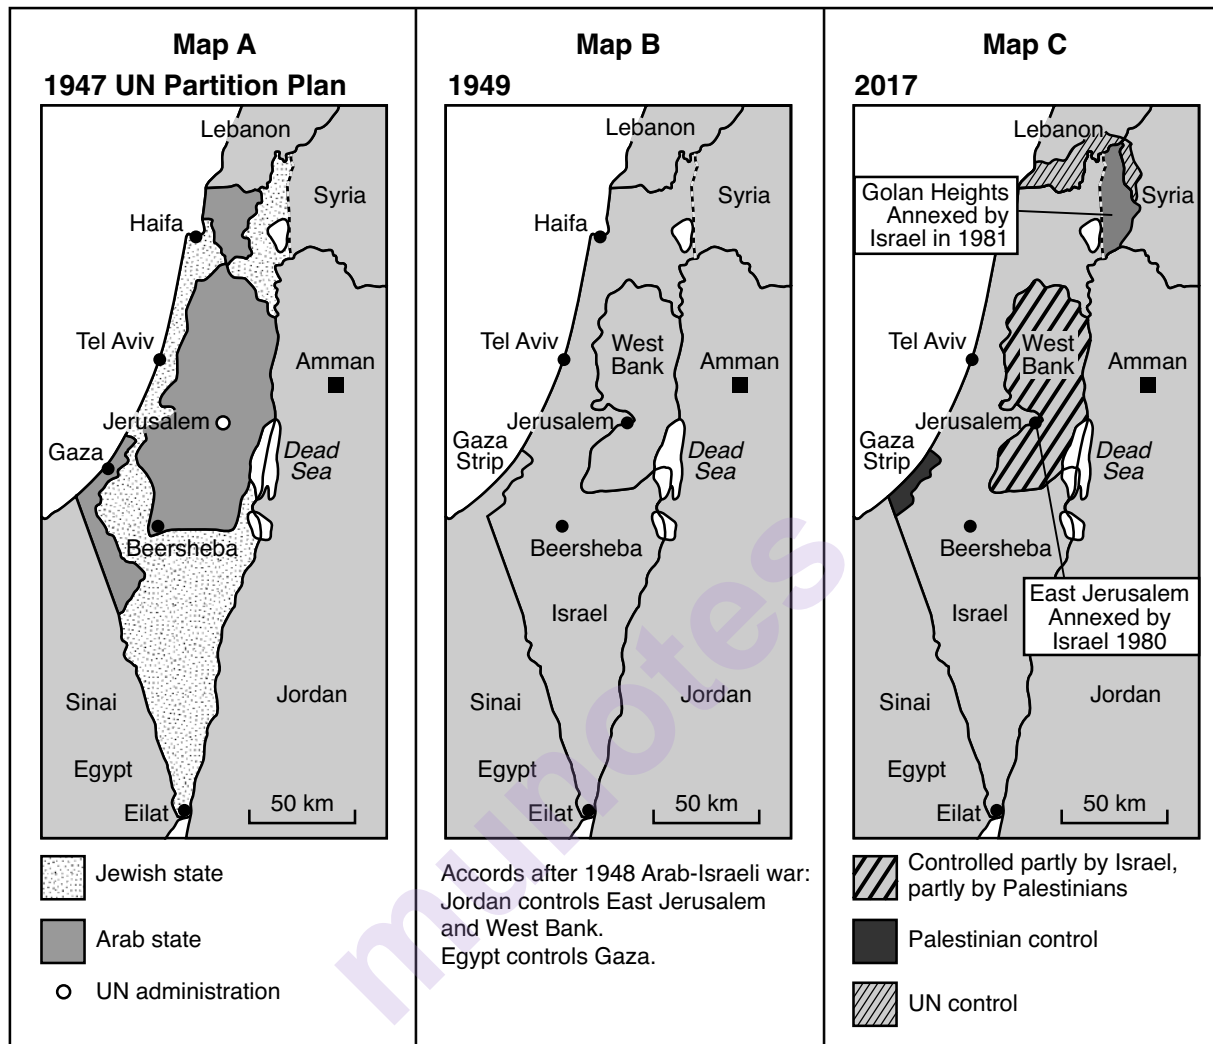 Map A
1947 UN Partition Plan
Lebanon
Syria
Haifa
Tel Aviv
Amman
Jerusalem
Gaza
Dead
Sea
Beersheba
Sinai
Jordan
Egypt
Eilat
50 km
Jewish state
Arab state
UN administration
Map B
1949
Lebanon
Syria
Haifa
Tel Aviv
West
Bank
Amman
Jerusalem
Gaza
Strip
Dead
Sea
Beersheba
Israel
Sinai
Jordan
Egypt
Eilat
50 km
Accords after 1948 Arab-Israeli war:
Jordan controls East Jerusalem
and West Bank.
Egypt controls Gaza.
Map C
2017
Lebanon
Golan Heights
Annexed by
Israel in 1981
Syria
Haifa
Tel Aviv
West
Bank
Amman
Jerusalem
Gaza
Strip
Dead
Sea
Beersheba
East Jerusalem
Annexed by
Israel 1980
Israel
Sinai
Jordan
Egypt
Eilat
50 km
Controlled partly by Israel,
partly by Palestinians
Palestinian control
UN control
munotes